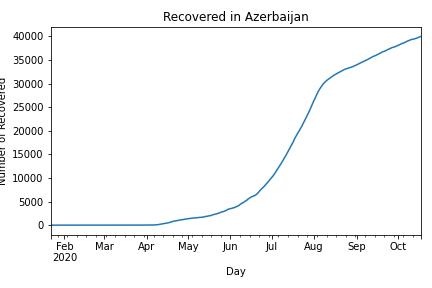 Recovered in Azerbaijan
40000
35000
30000
25000
20000
15000
10000
5000
0
Number of Recovered
Feb Mar Apr May Jun Jul Aug Sep Oct
2020
Day